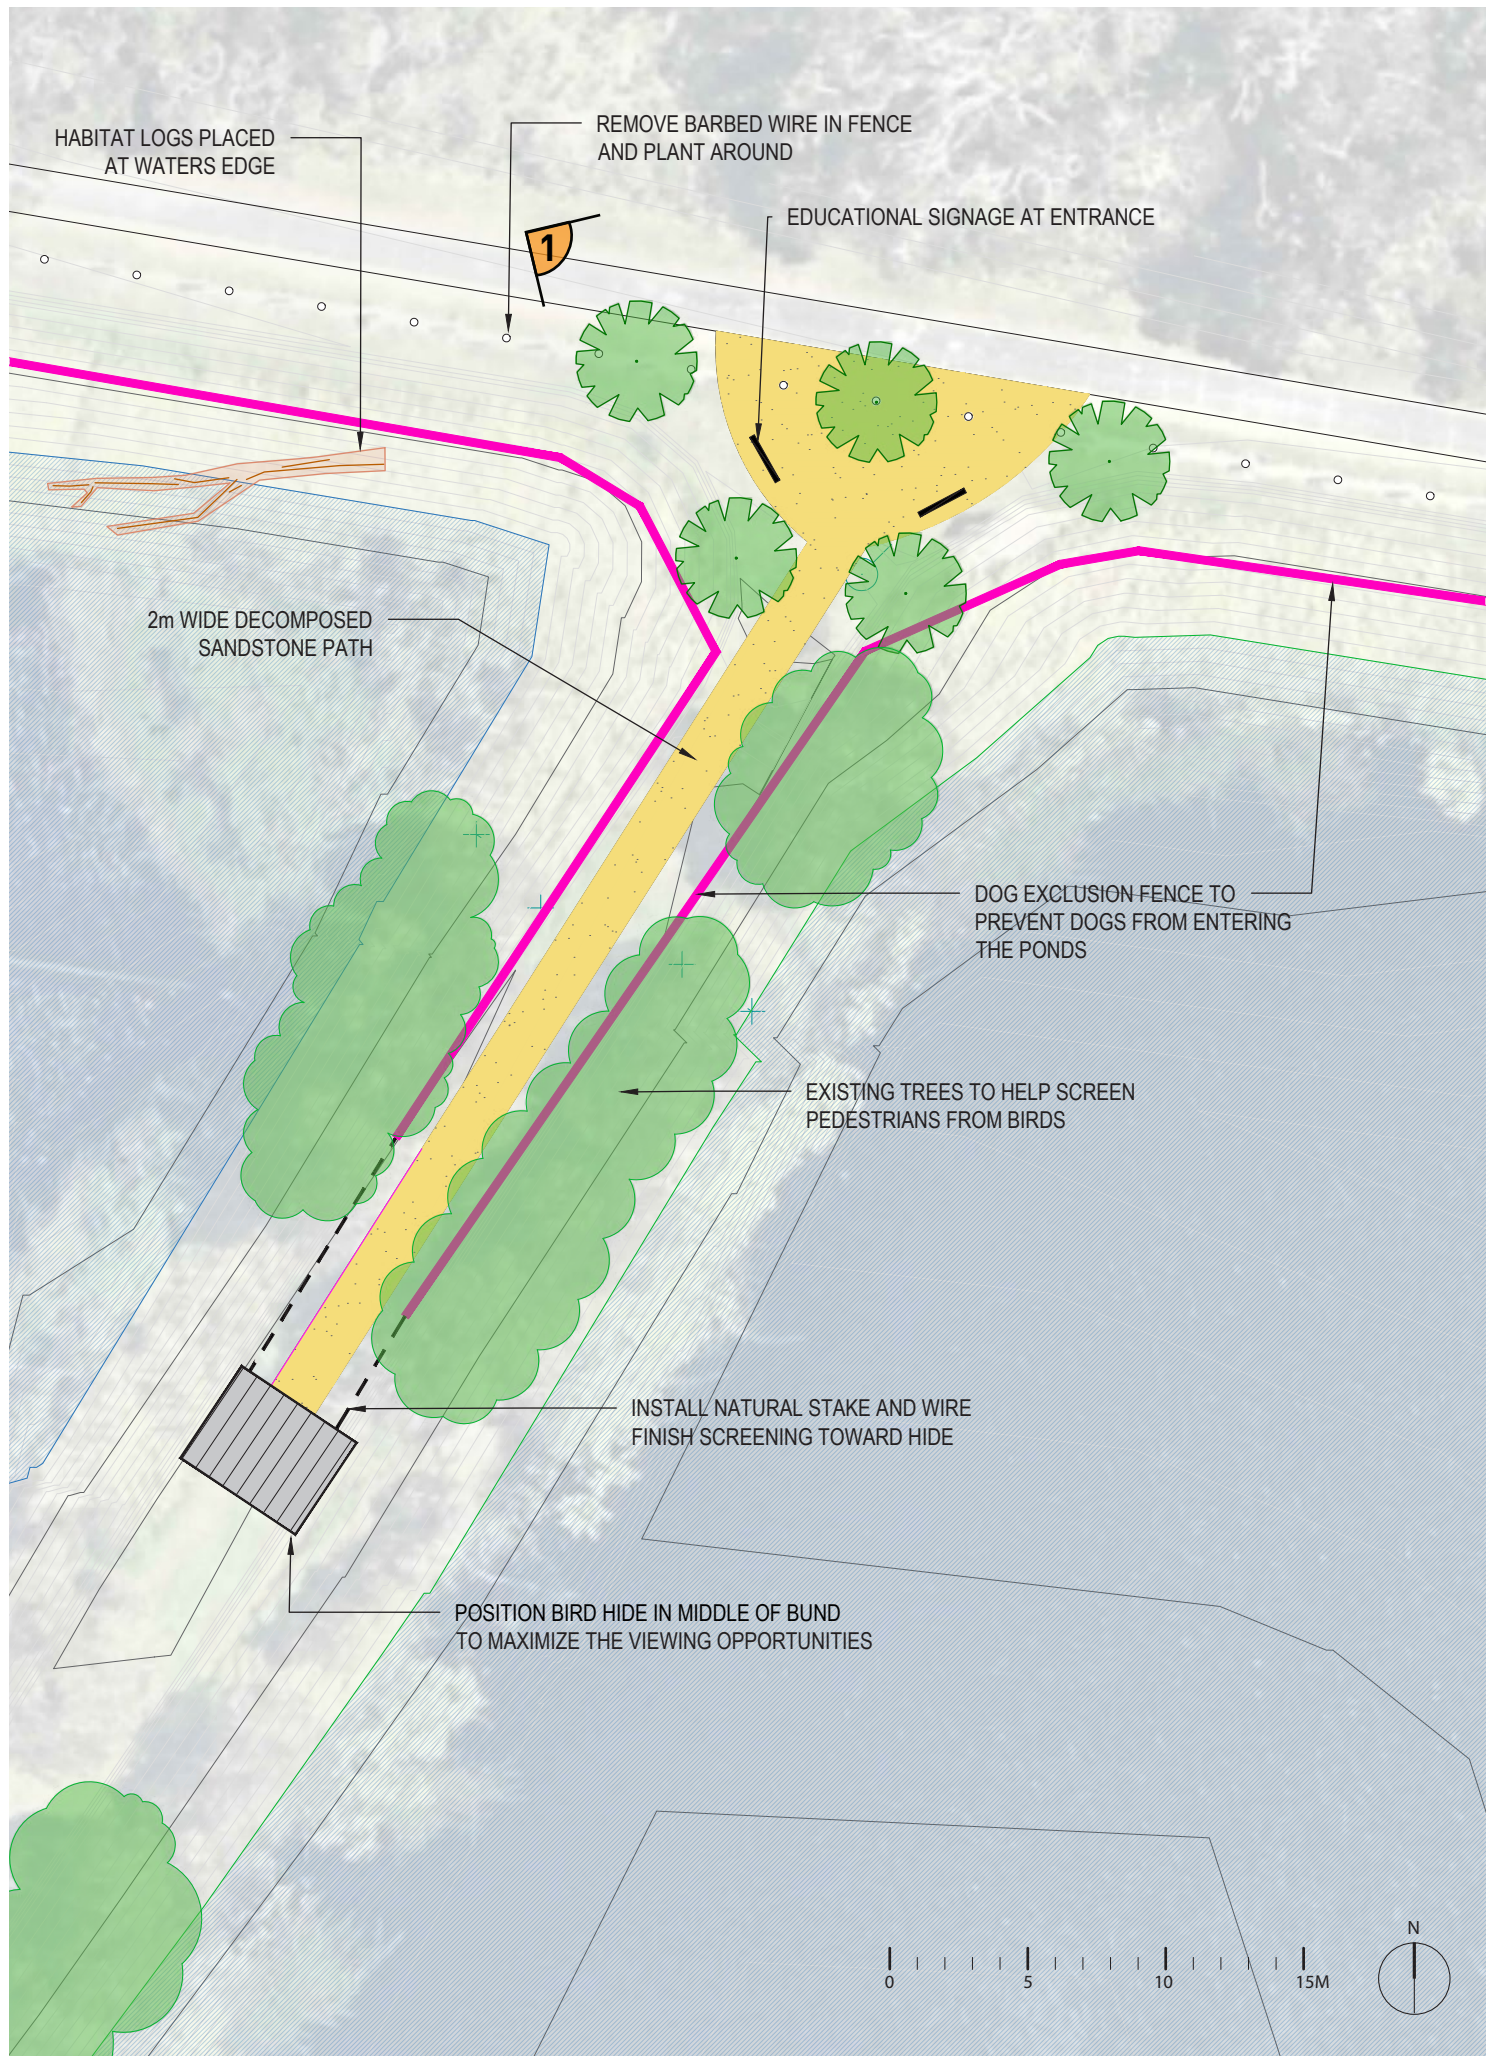 HABITAT LOGS PLACED
AT WATERS EDGE
REMOVE BARBED WIRE IN FENCE
AND PLANT AROUND
EDUCATIONAL SIGNAGE AT ENTRANCE
1
2m WIDE DECOMPOSED
SANDSTONE PATH
DOG EXCLUSION FENCE TO
PREVENT DOGS FROM ENTERING
THE PONDS
EXISTING TREES TO HELP SCREEN
PEDESTRIANS FROM BIRDS
INSTALL NATURAL STAKE AND WIRE
FINISH SCREENING TOWARD HIDE
POSITION BIRD HIDE IN MIDDLE OF BUND
TO MAXIMIZE THE VIEWING OPPORTUNITIES
N
0 5 10 15M